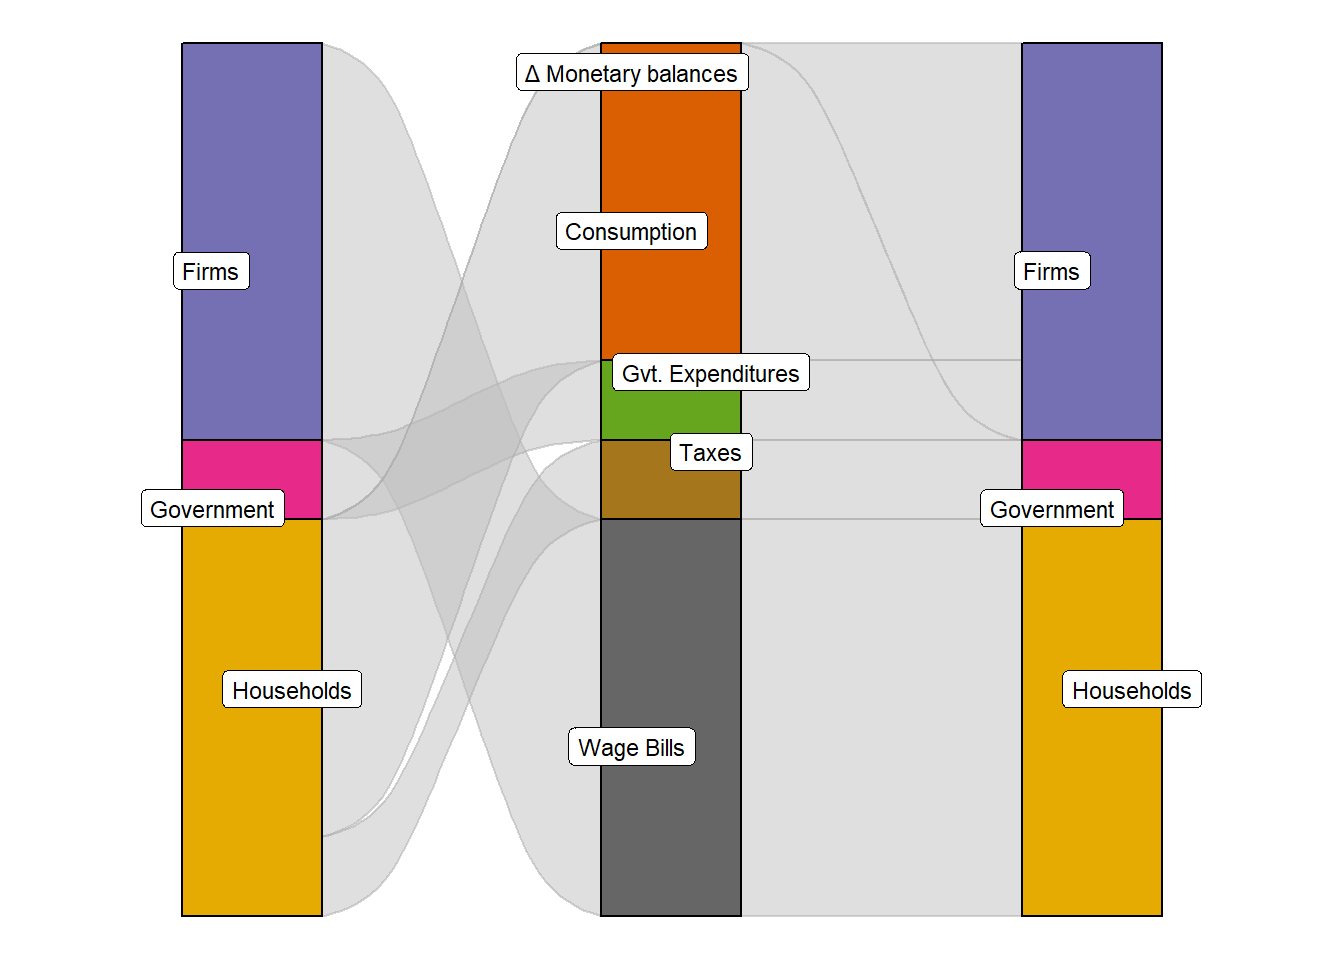 Δ Monetary balances
Consumption
Firms
Firms
Gvt. Expenditures
Taxes
Government
Government
Households
Households
Wage Bills